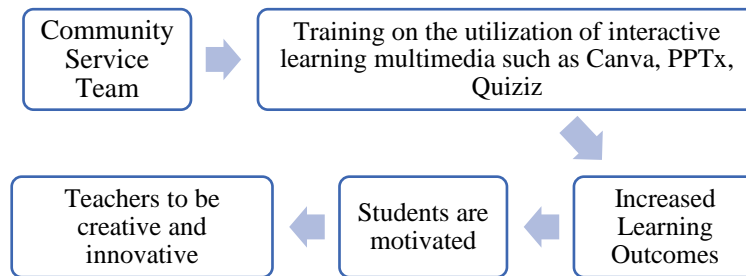 Community
Service
Team
Training on the utilization of interactive
learning multimedia such as Canva, PPTx,
Quiziz
Increased
Learning
Outcomes
Students are
motivated
Teachers to be
creative and
innovative